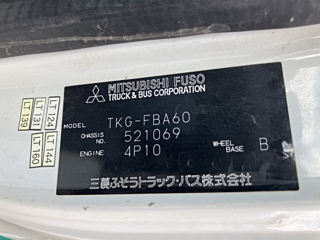 MITSUBISHI FUSO
TRUCK & BUS CORPORATION
MODEL TKG-FBA60
CHASSIS NO. 521069
ENGINE 4P10 WHEEL BASE B
三菱ふそうトラック・バス株式会社
LT124 LT144
LT131 LT160
LT139